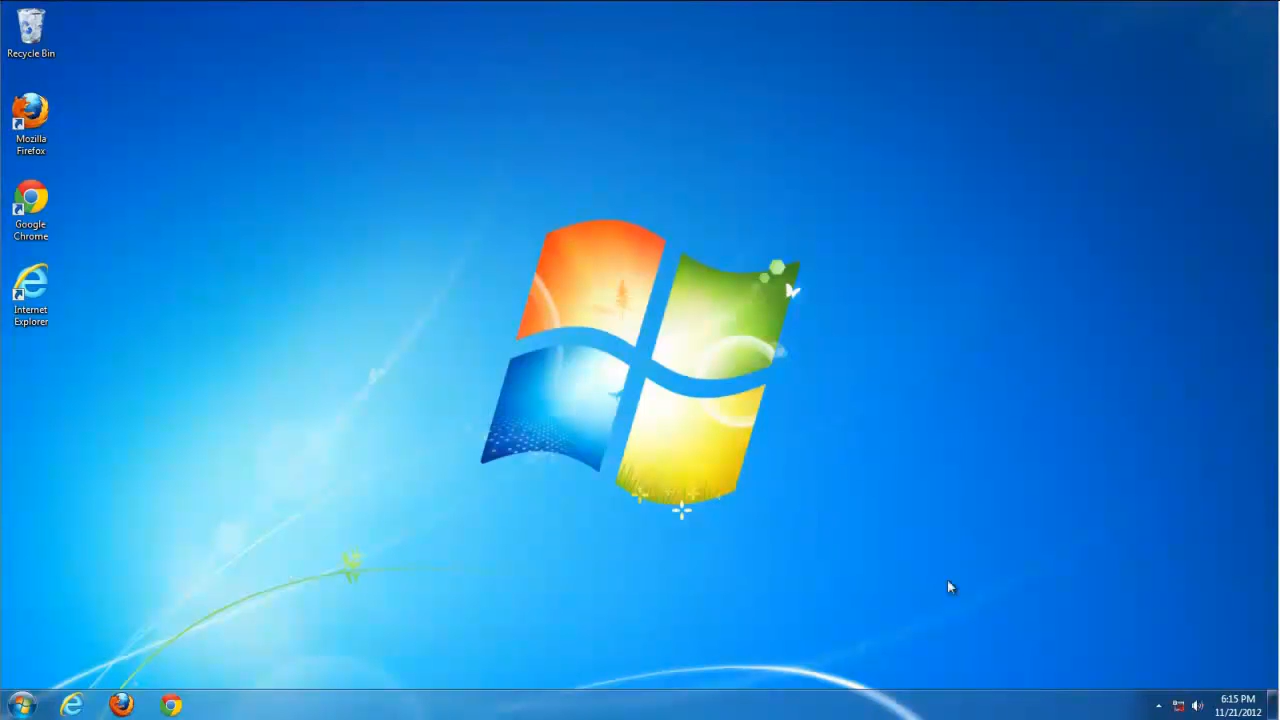 Recycle Bin
Mozilla
Firefox
Google
Chrome
Internet
Explorer
6:15 PM
11/21/2012